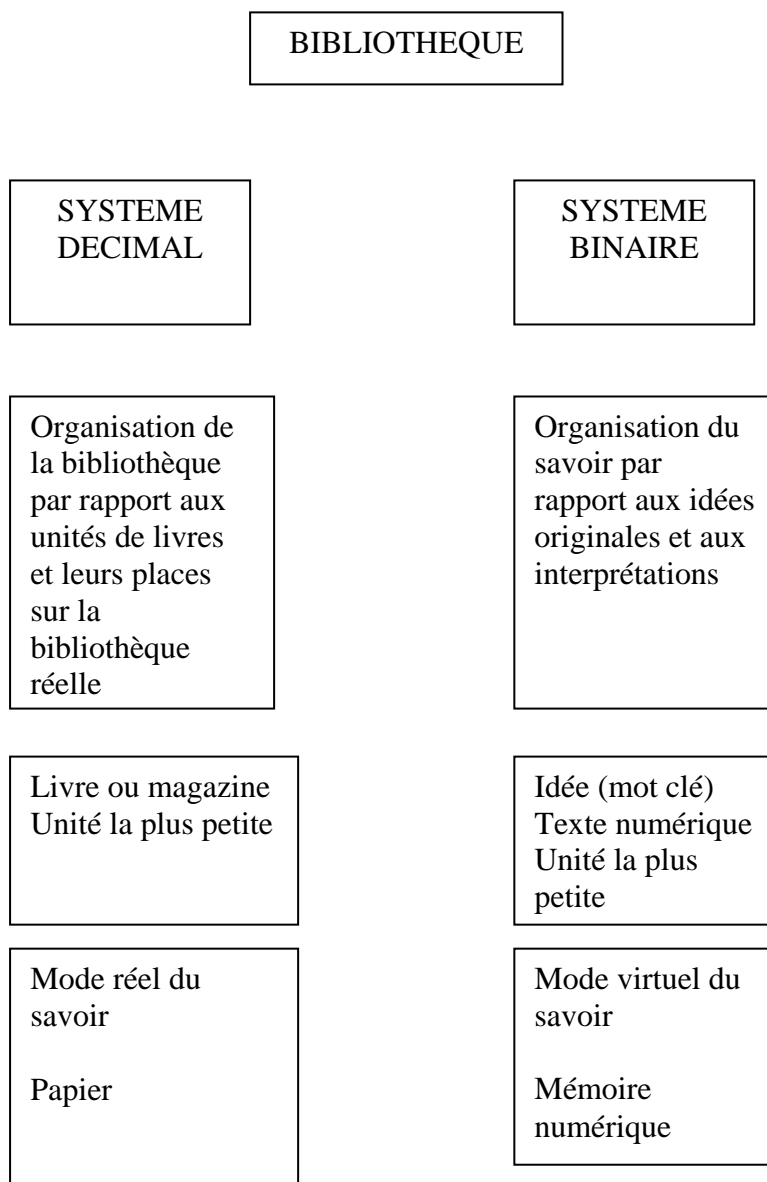 BIBLIOTHEQUE
SYSTEME
DECIMAL
SYSTEME
BINAIRE
Organisation de
la bibliothèque
par rapport aux
unités de livres
et leurs places
sur la
bibliothèque
réelle
Organisation du
savoir par
rapport aux idées
originales et aux
interprétations
Livre ou magazine
Unité la plus petite
Idée (mot clé)
Texte numérique
Unité la plus
petite
Mode réel du
savoir
Papier
Mode virtuel du
savoir
Mémoire
numérique